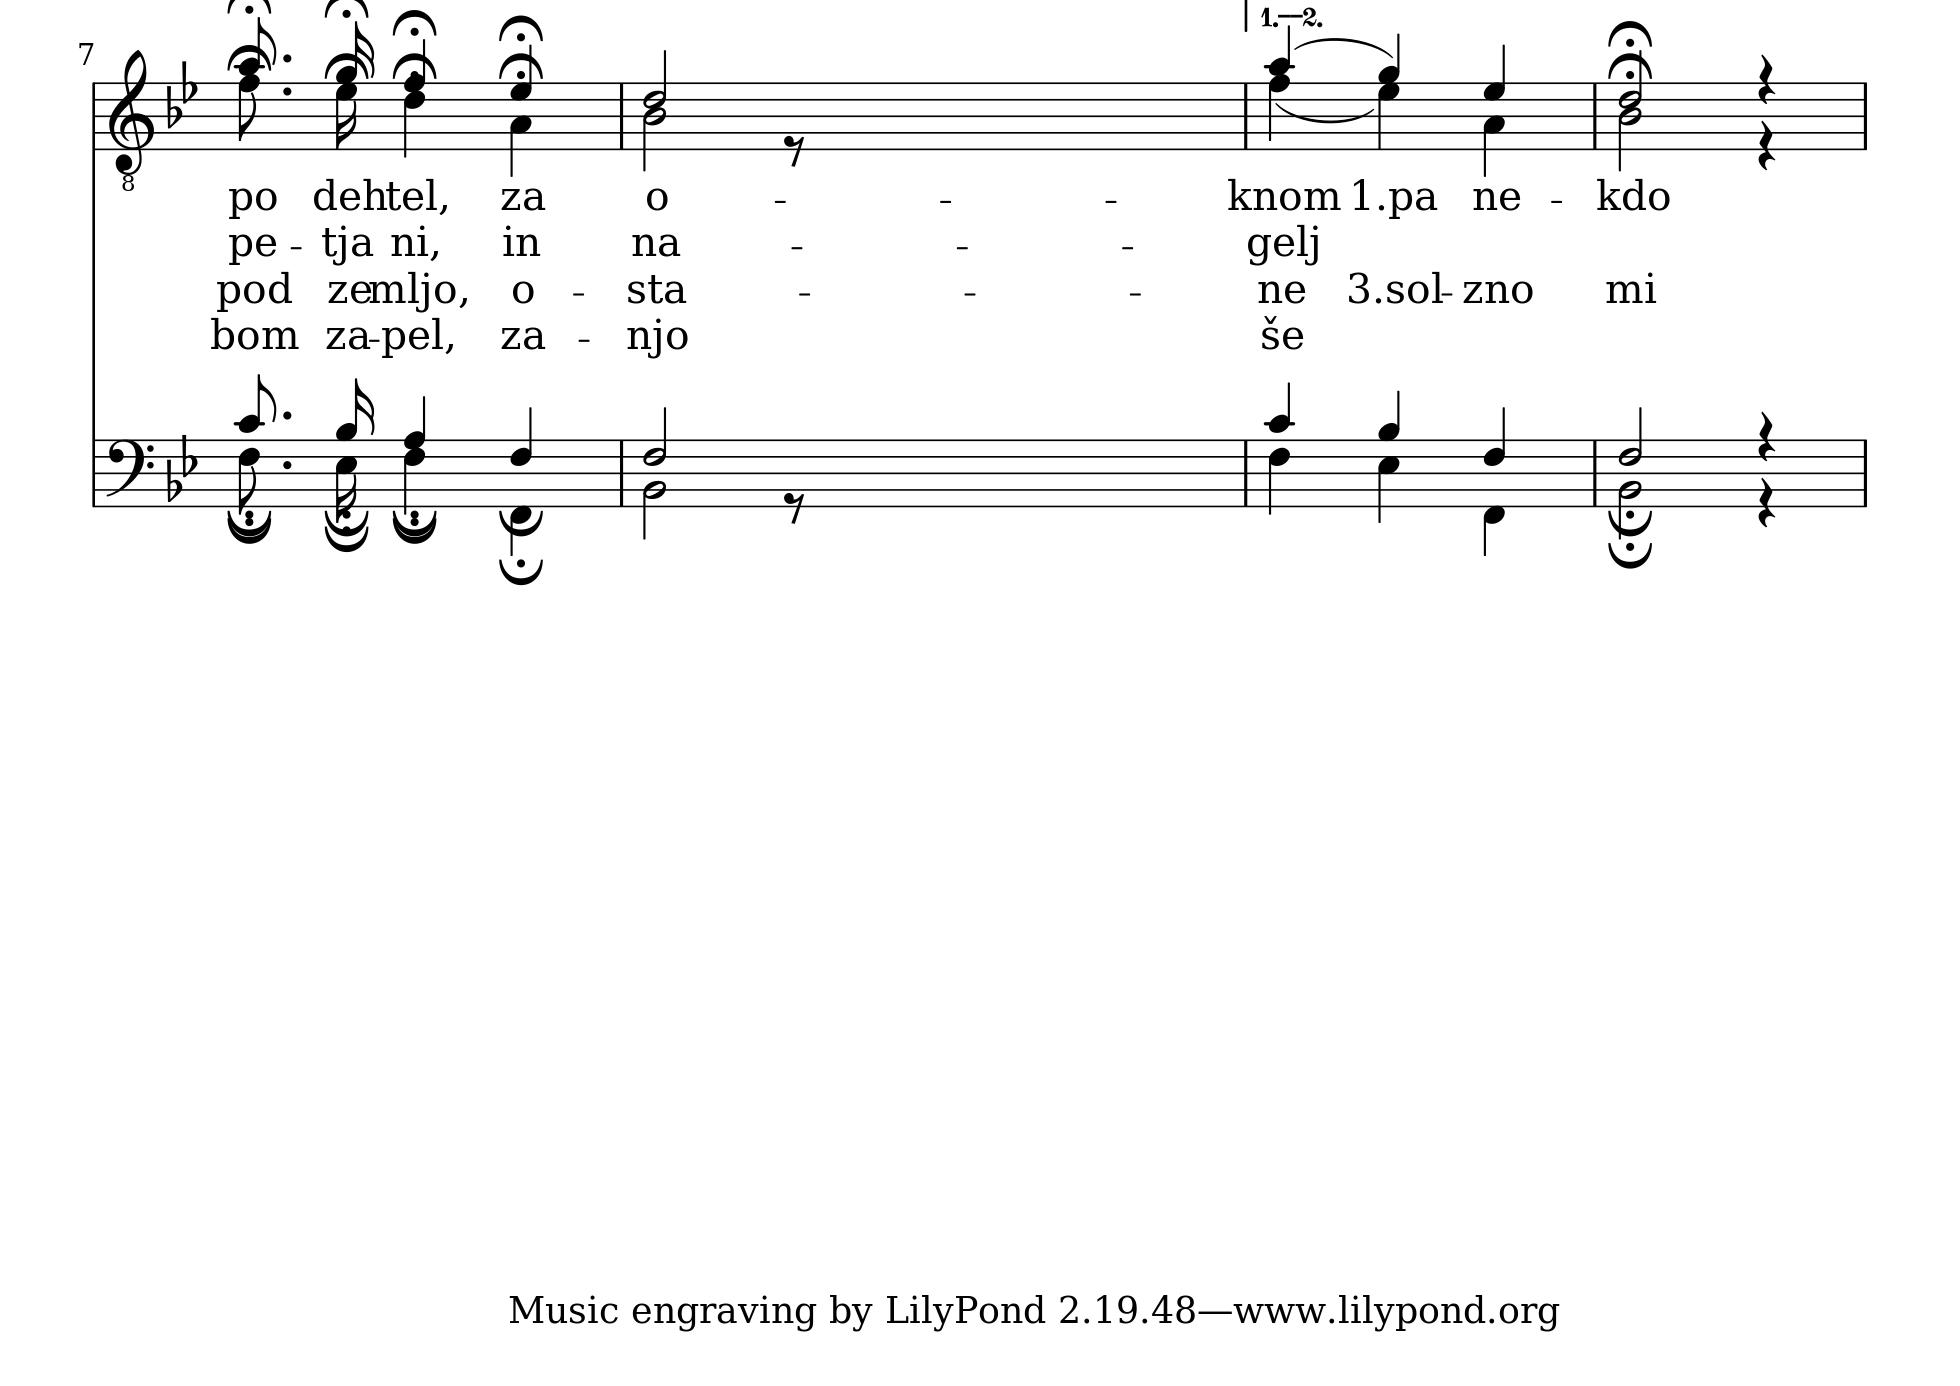 1.—2.
7
8
po dehtel, za o - - - knom 1.pa ne - kdo
pe - tja ni, in na - - - gelj
pod zemljo, o - sta - - - ne 3.sol - zno mi
bom za - pel, za - njo še
Music engraving by LilyPond 2.19.48—www.lilypond.org